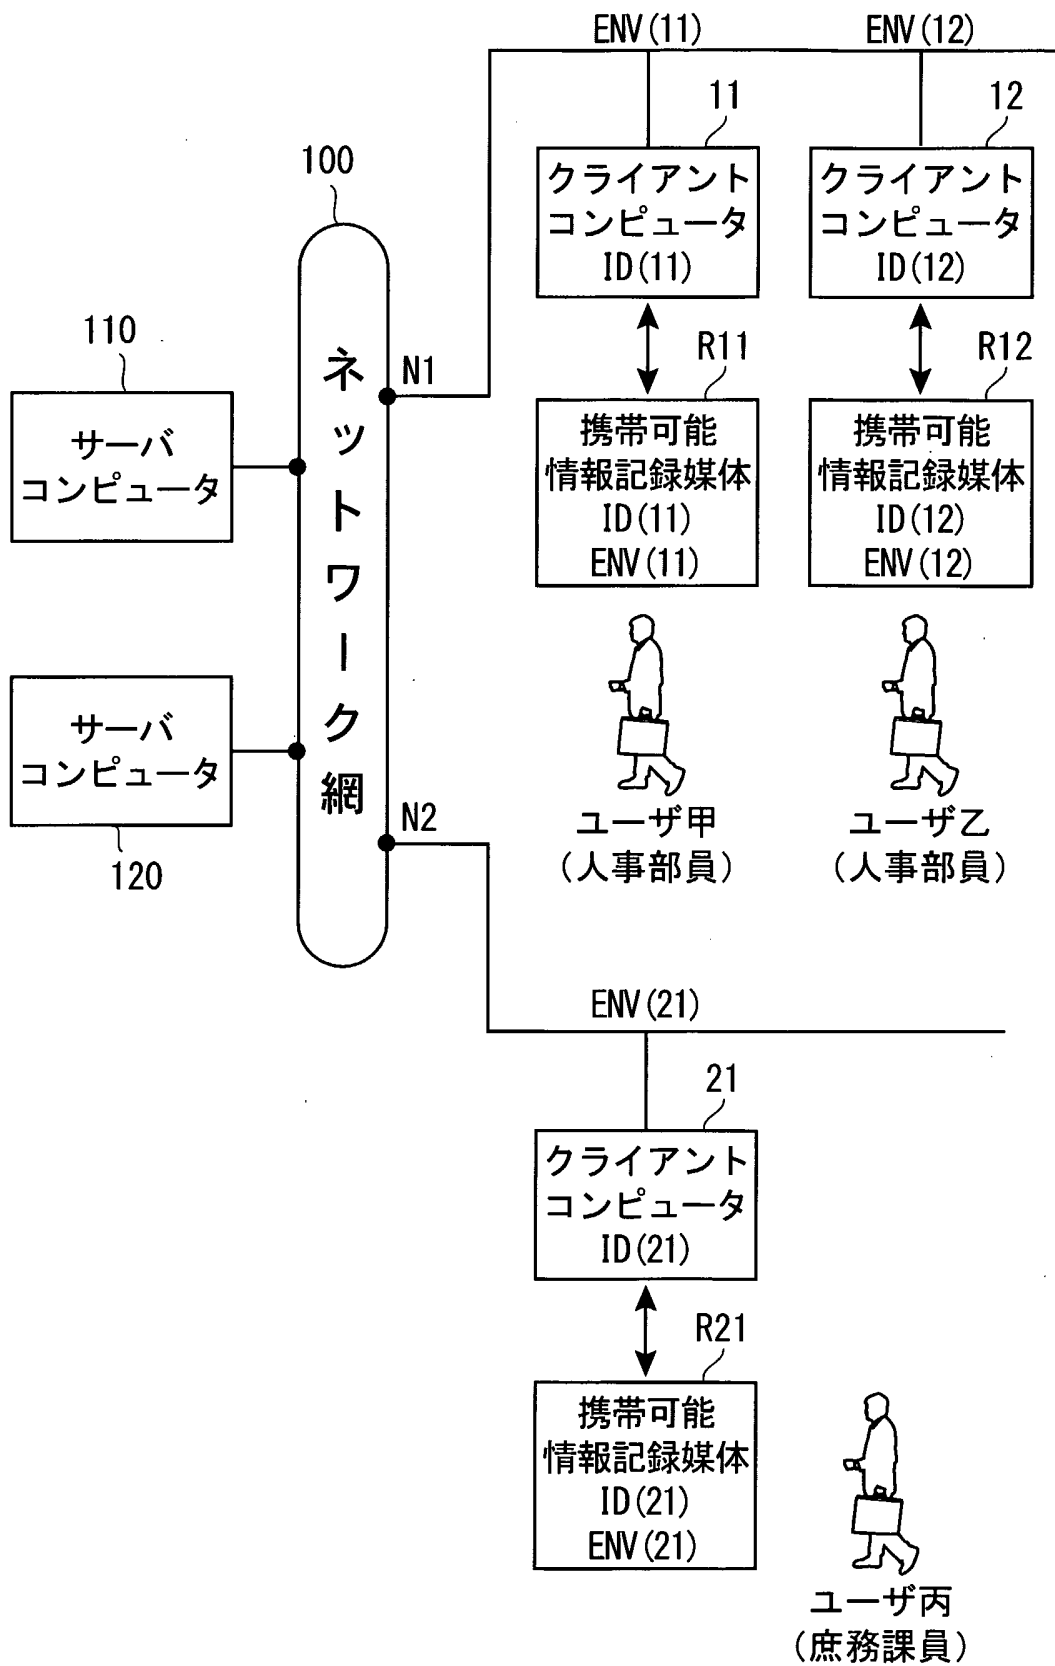 ENV(11)
ENV(12)
11
12
クライアント
コンピュータ
ID(11)
クライアント
コンピュータ
ID(12)
100
110
サーバ
コンピュータ
ネットワーク網
N1
R11
R12
携帯可能
情報記録媒体
ID(11)
ENV(11)
携帯可能
情報記録媒体
ID(12)
ENV(12)
サーバ
コンピュータ
120
N2
ユーザ甲
(人事部員)
ユーザ乙
(人事部員)
ENV(21)
21
クライアント
コンピュータ
ID(21)
R21
携帯可能
情報記録媒体
ID(21)
ENV(21)
ユーザ丙
(庶務課員)